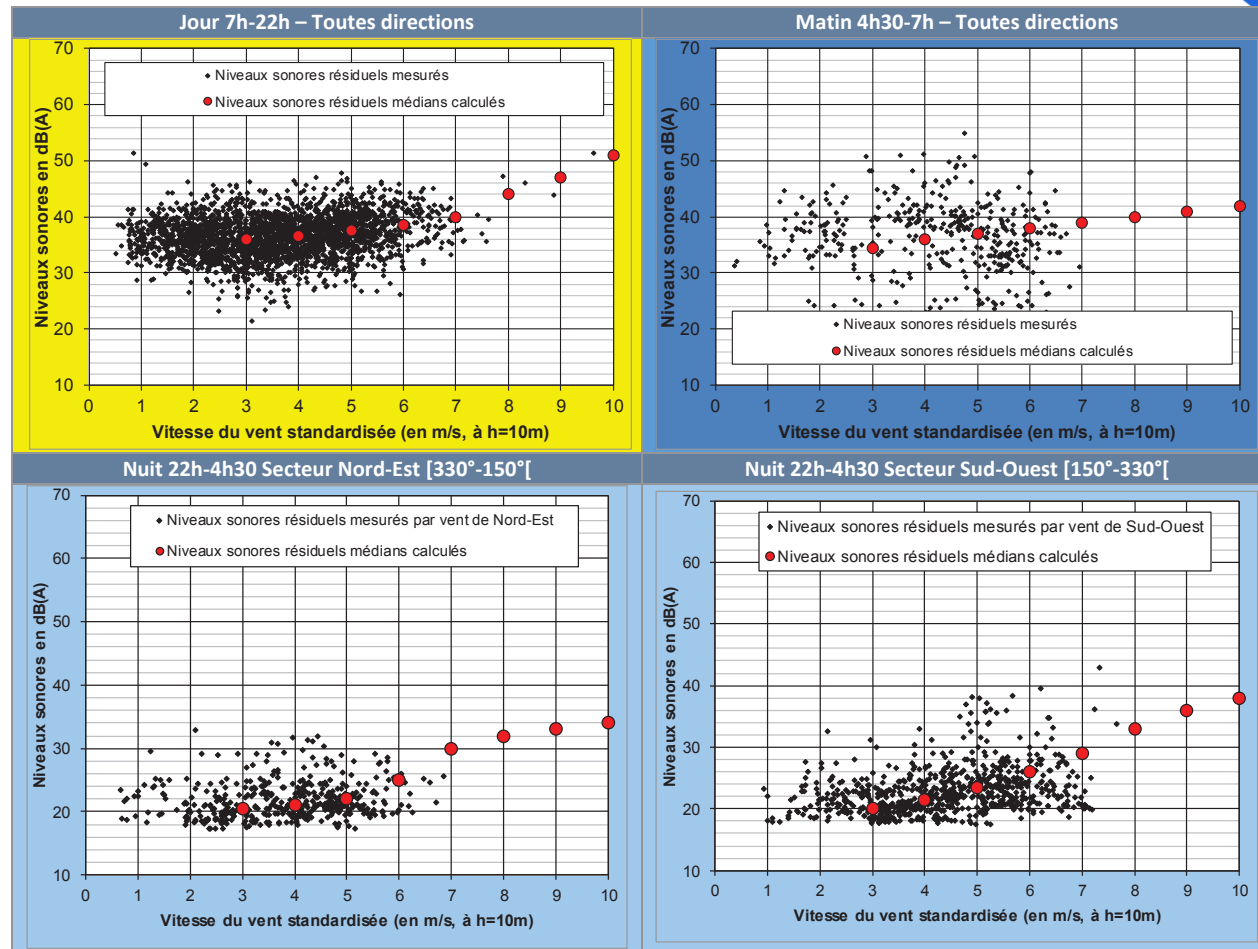 Jour 7h-22h – Toutes directions
Niveaux sonores en dB(A)
70
60
50
40
30
20
10
Niveaux sonores résiduels mesurés
Niveaux sonores résiduels médians calculés
0 1 2 3 4 5 6 7 8 9 10
Vitesse du vent standardisée (en m/s, à h=10m)
Matin 4h30-7h – Toutes directions
Niveaux sonores en dB(A)
70
60
50
40
30
20
10
Niveaux sonores résiduels mesurés
Niveaux sonores résiduels médians calculés
0 1 2 3 4 5 6 7 8 9 10
Vitesse du vent standardisée (en m/s, à h=10m)
Nuit 22h-4h30 Secteur Nord-Est [330°-150°[
Niveaux sonores en dB(A)
70
60
50
40
30
20
10
Niveaux sonores résiduels mesurés par vent de Nord-Est
Niveaux sonores résiduels médians calculés
0 1 2 3 4 5 6 7 8 9 10
Vitesse du vent standardisée (en m/s, à h=10m)
Nuit 22h-4h30 Secteur Sud-Ouest [150°-330°[
Niveaux sonores en dB(A)
70
60
50
40
30
20
10
Niveaux sonores résiduels mesurés par vent de Sud-Ouest
Niveaux sonores résiduels médians calculés
0 1 2 3 4 5 6 7 8 9 10
Vitesse du vent standardisée (en m/s, à h=10m)